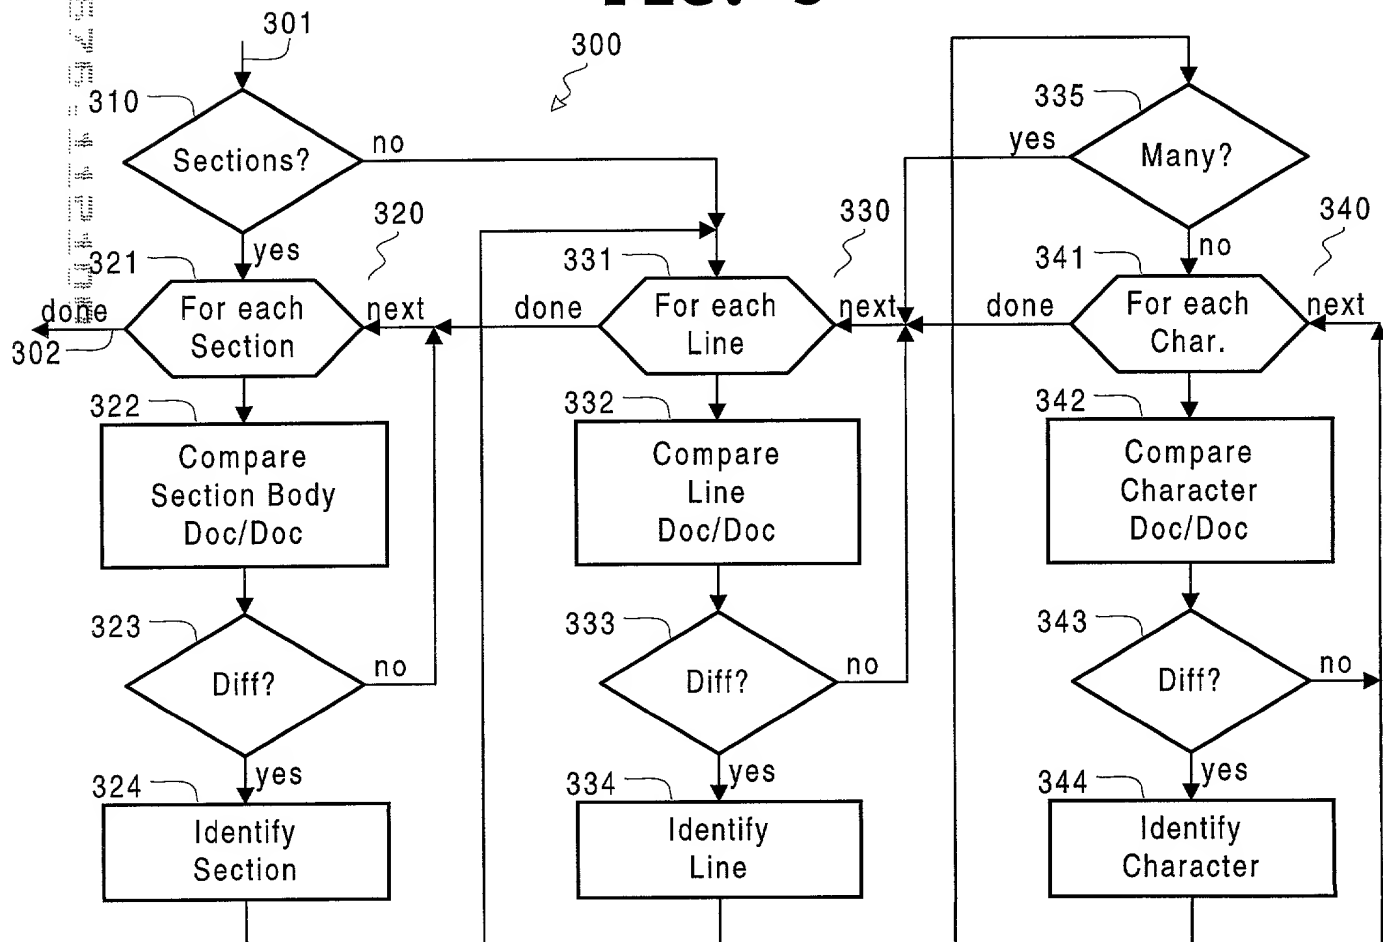 301
300
310
Sections?
no
yes
320
321
For each
Section
next
done
302
322
Compare
Section Body
Doc/Doc
323
Diff?
no
yes
324
Identify
Section
330
331
For each
Line
next
done
332
Compare
Line
Doc/Doc
333
Diff?
no
yes
334
Identify
Line
335
Many?
yes
no
340
341
For each
Char.
next
done
342
Compare
Character
Doc/Doc
343
Diff?
no
yes
344
Identify
Character